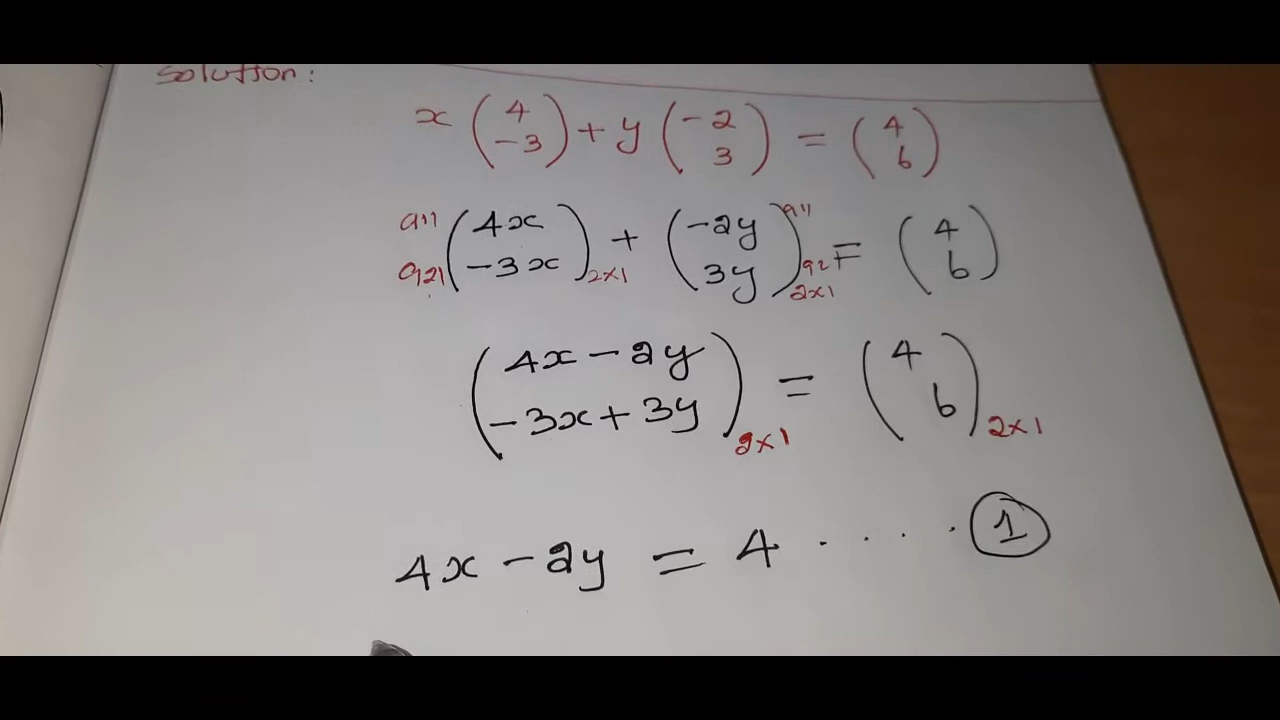 Solution:
x ( 4 -3 ) + y ( -2 3 ) = ( 4 6 )
a11 a21 ( 4x -3x ) 2×1 + ( -2y 3y ) a11 a2 2×1 = ( 4 6 )
( 4x - 2y -3x + 3y ) 2×1 = ( 4 6 ) 2×1
4x - 2y = 4 ..... 1